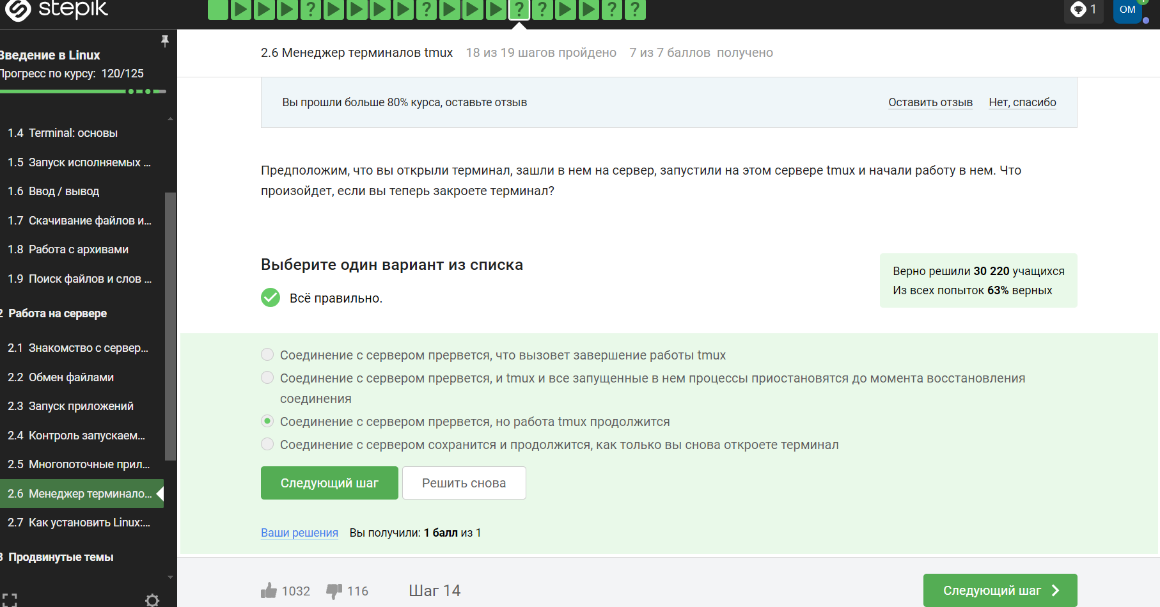 stepik
? ? ? ? ? ?
1
ОМ
Введение в Linux
Прогресс по курсу: 120/125
1.4 Terminal: основы
1.5 Запуск исполняемых ...
1.6 Ввод / вывод
1.7 Скачивание файлов и...
1.8 Работа с архивами
1.9 Поиск файлов и слов ...
2 Работа на сервере
2.1 Знакомство с сервер...
2.2 Обмен файлами
2.3 Запуск приложений
2.4 Контроль запускаем...
2.5 Многопоточные прил...
2.6 Менеджер терминало...
2.7 Как установить Linux:...
3 Продвинутые темы
2.6 Менеджер терминалов tmux 18 из 19 шагов пройдено 7 из 7 баллов получено
Вы прошли больше 80% курса, оставьте отзыв
Оставить отзыв Нет, спасибо
Предположим, что вы открыли терминал, зашли в нем на сервер, запустили на этом сервере tmux и начали работу в нем. Что
произойдет, если вы теперь закроете терминал?
Выберите один вариант из списка
Всё правильно.
Верно решили 30 220 учащихся
Из всех попыток 63% верных
Соединение с сервером прервется, что вызовет завершение работы tmux
Соединение с сервером прервется, и tmux и все запущенные в нем процессы приостановятся до момента восстановления
соединения
Соединение с сервером прервется, но работа tmux продолжится
Соединение с сервером сохранится и продолжится, как только вы снова откроете терминал
Следующий шаг Решить снова
Ваши решения Вы получили: 1 балл из 1
1032 116 Шаг 14
Следующий шаг